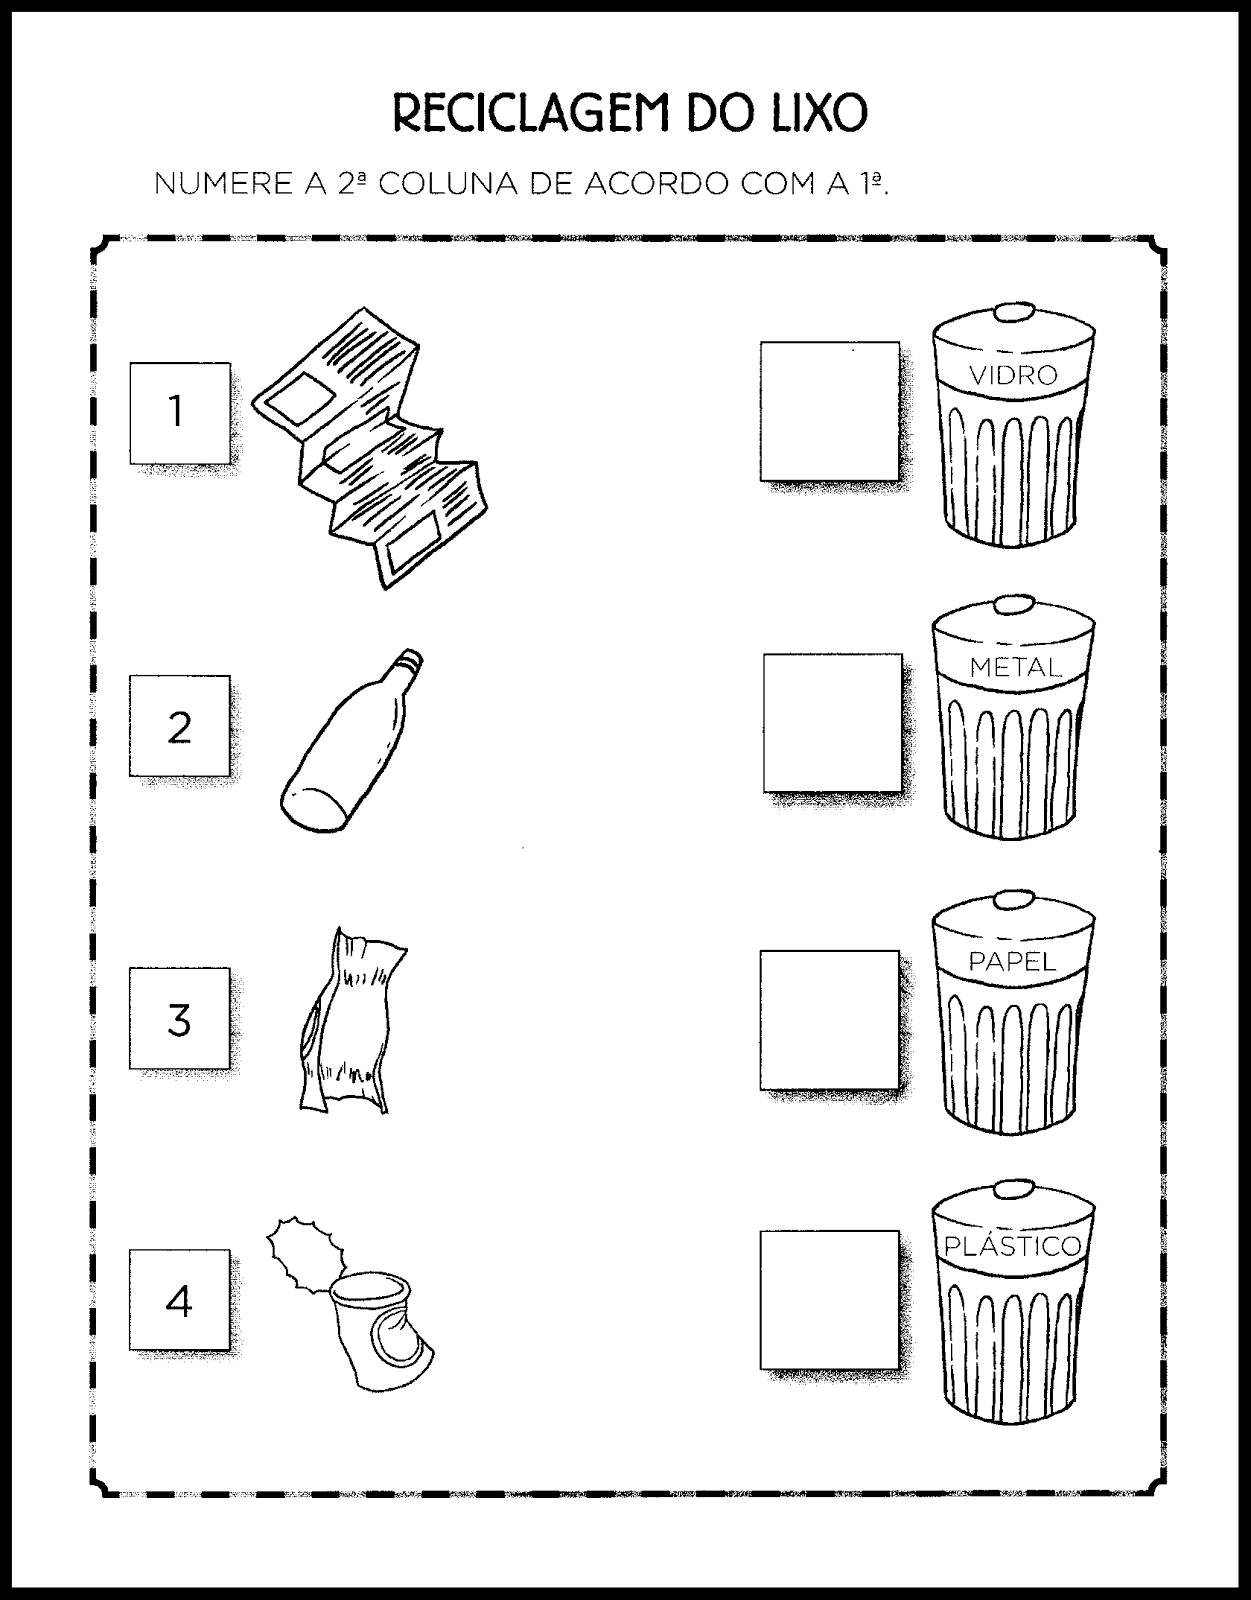 RECICLAGEM DO LIXO
NUMERE A 2ª COLUNA DE ACORDO COM A 1ª.
1
VIDRO
2
METAL
3
PAPEL
4
PLÁSTICO